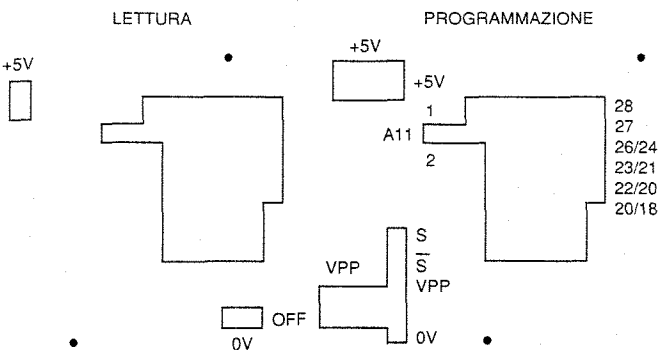 LETTURA
+5V
OFF
0V
PROGRAMMAZIONE
+5V
+5V
1
A11
2
28
27
26/24
23/21
22/20
20/18
S
S̅
VPP
VPP
0V